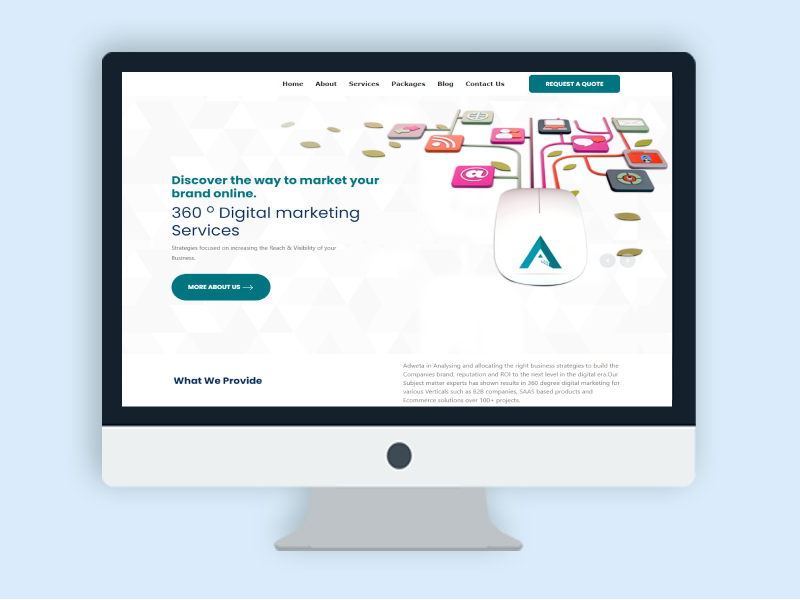 Home About Services Packages Blog Contact Us REQUEST A QUOTE
Discover the way to market your
brand online.
360 º Digital marketing
Services
Strategies focused on increasing the Reach & Visibility of your
Business.
MORE ABOUT US
What We Provide
Adweta in Analysing and allocating the right business strategies to build the
Companies brand, reputation and ROI to the next level in the digital era.Our
Subject matter experts has shown results in 360 degree digital marketing for
various Verticals such as B2B companies, SAAS based products and
Ecommerce solutions over 100+ projects.